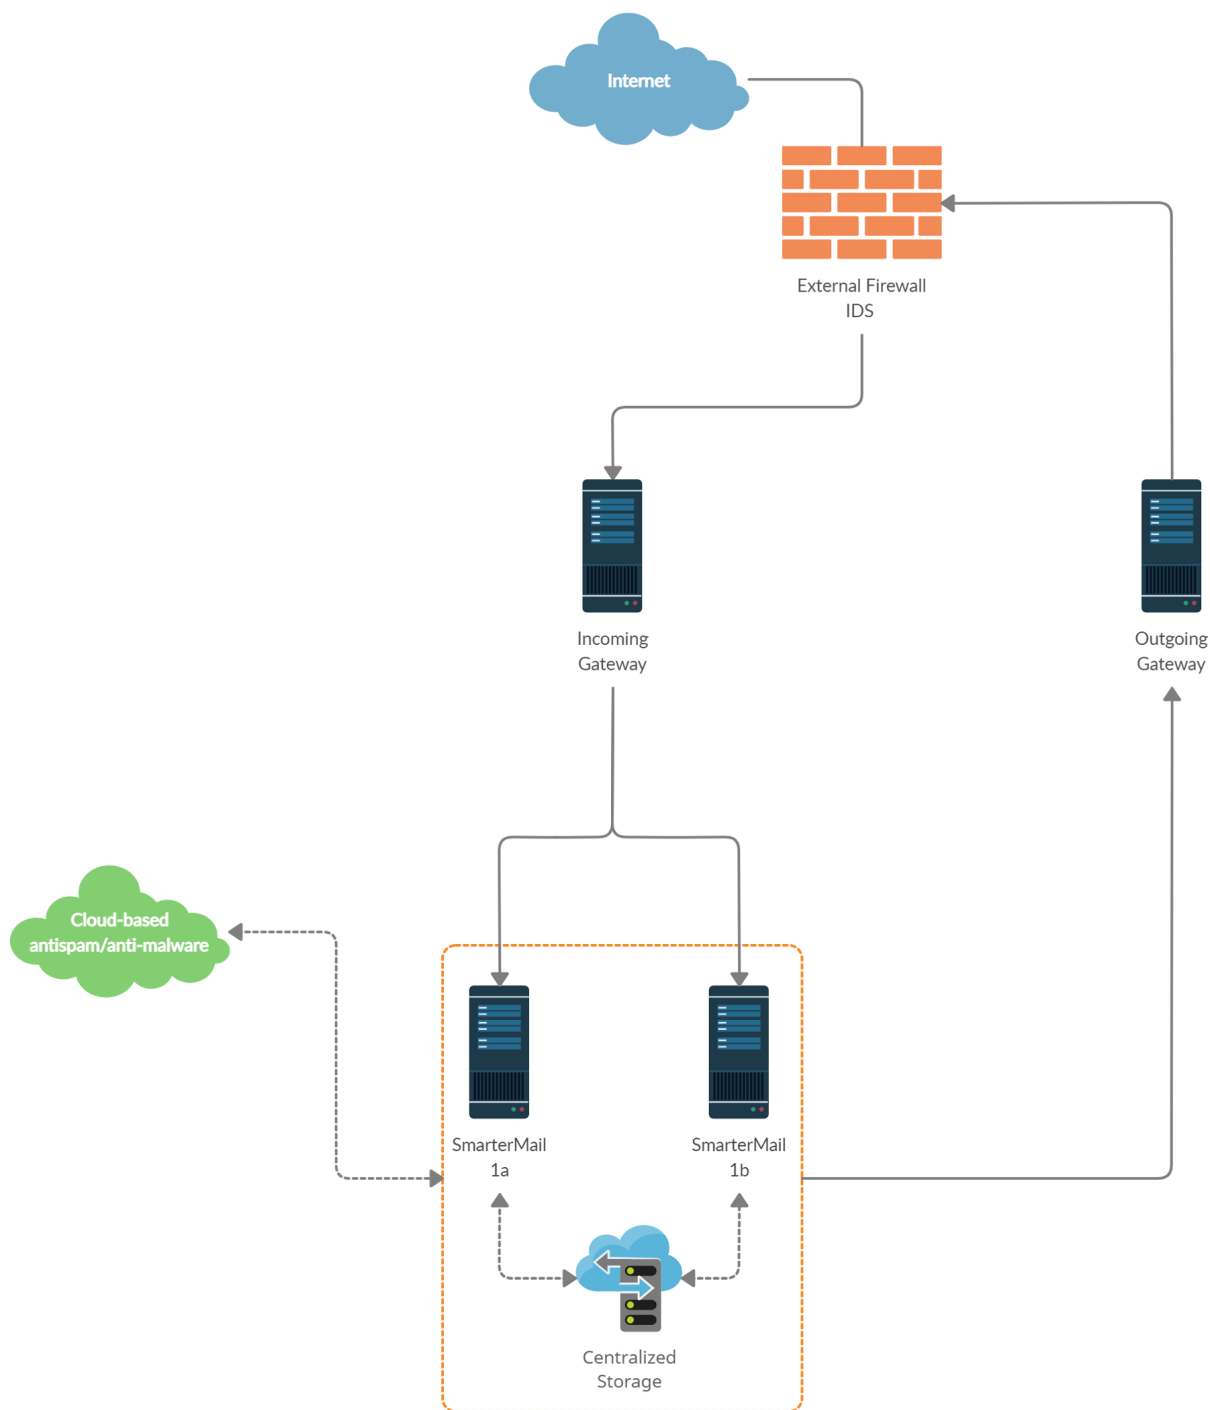 Internet
External Firewall
IDS
Incoming
Gateway
Outgoing
Gateway
Cloud-based
antispam/anti-malware
SmarterMail
1a
SmarterMail
1b
Centralized
Storage